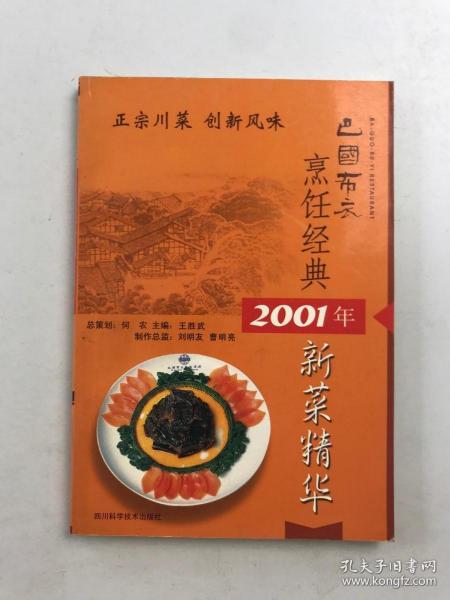 正宗川菜 创新风味
巴國布衣
BA·GUO·BU·YI RESTAURANT
烹饪经典
2001年
新菜精华
总策划：何 农 主编：王胜武
制作总监：刘明友 曹明亮
四川科学技术出版社
孔夫子旧书网
www.kongfz.com